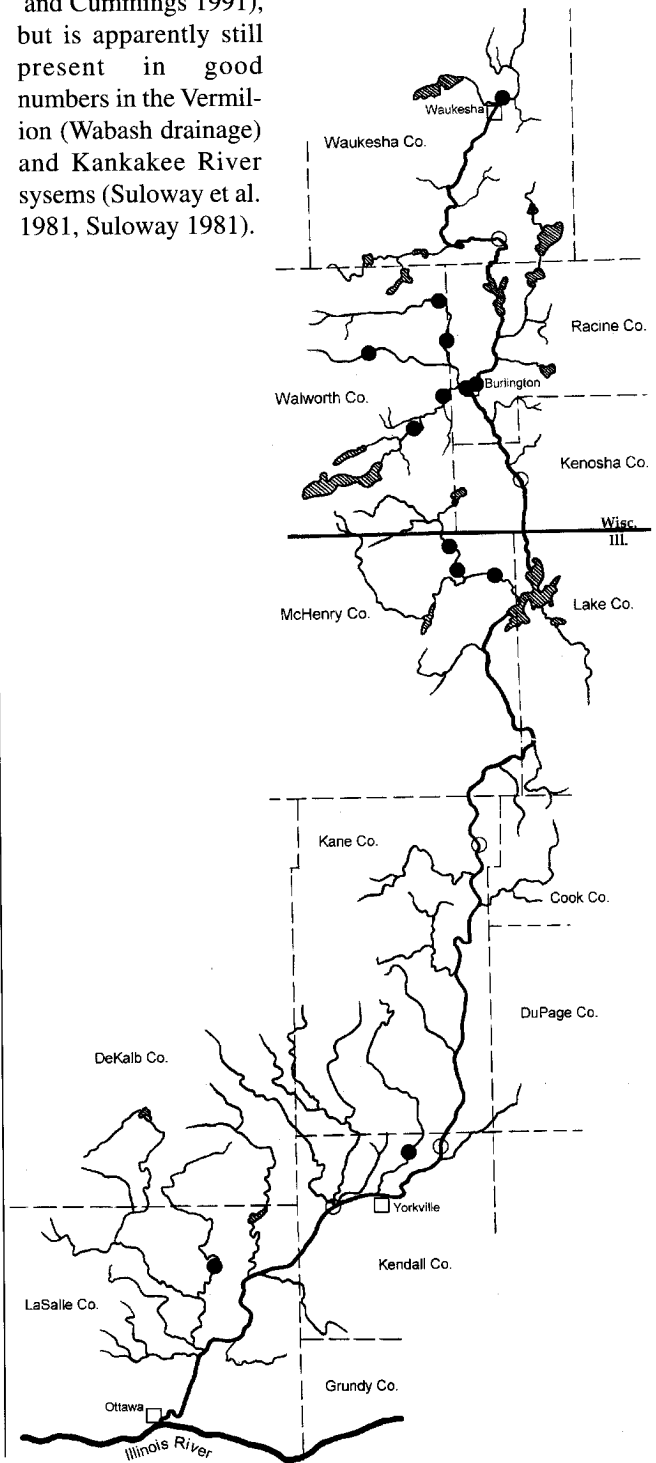 and Cummings 1991),
but is apparently still
present in good
numbers in the Vermil-
ion (Wabash drainage)
and Kankakee River
sysems (Suloway et al.
1981, Suloway 1981).
Waukesha
Waukesha Co.
Racine Co.
Burlington
Walworth Co.
Kenosha Co.
Wisc.
Ill.
McHenry Co.
Lake Co.
Kane Co.
Cook Co.
DuPage Co.
DeKalb Co.
Yorkville
Kendall Co.
LaSalle Co.
Grundy Co.
Ottawa
Illinois River